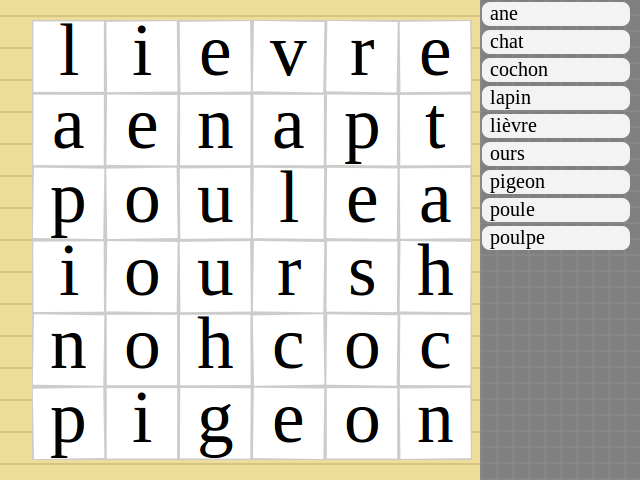 l i e v r e
a e n a p t
p o u l e a
i o u r s h
n o h c o c
p i g e o n
ane
chat
cochon
lapin
lièvre
ours
pigeon
poule
poulpe